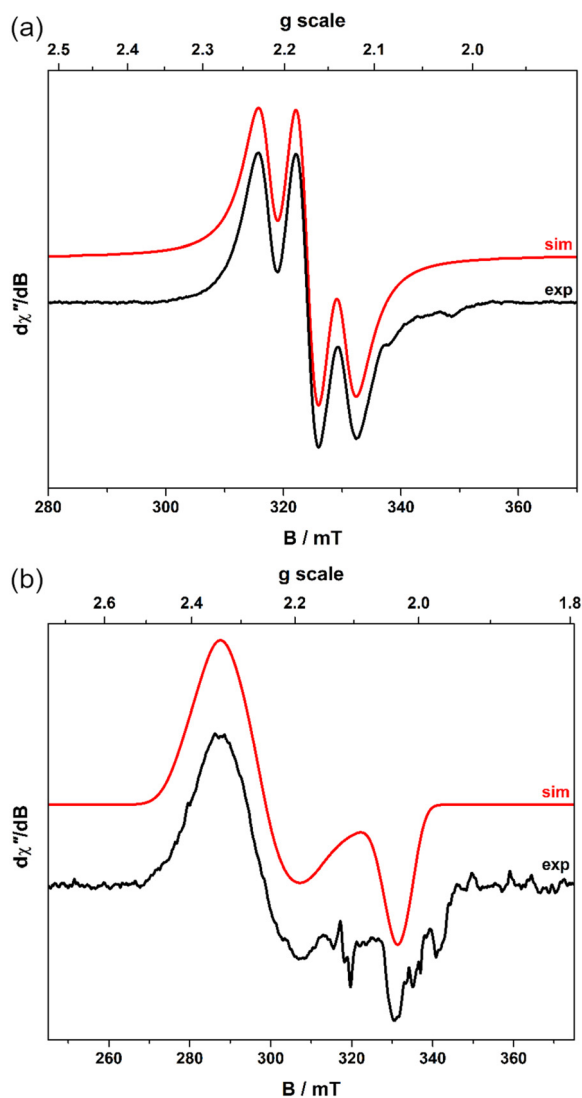 (a)
g scale
2.5 2.4 2.3 2.2 2.1 2.0
dχ"/dB
sim
exp
280 300 320 340 360
B / mT
(b)
g scale
2.6 2.4 2.2 2.0 1.8
dχ"/dB
sim
exp
260 280 300 320 340 360
B / mT